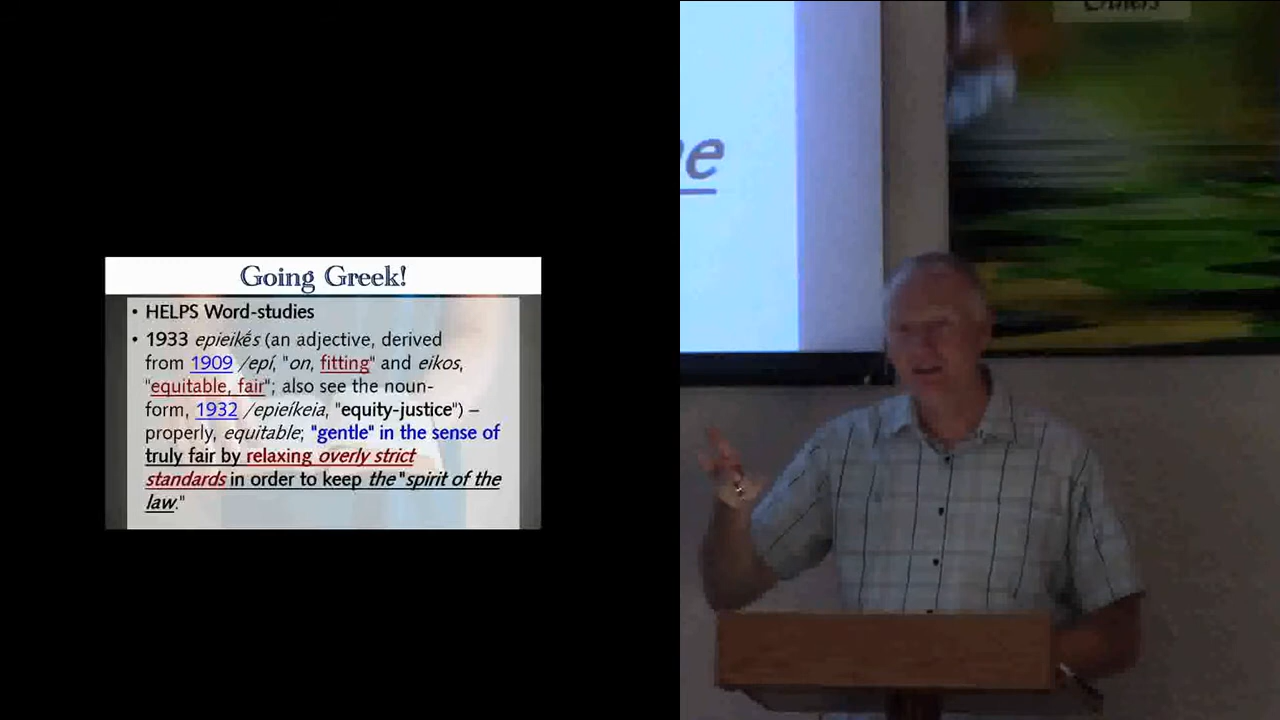 Going Greek!
• HELPS Word-studies
• 1933 epieikḗs (an adjective, derived
from 1909 /epí, "on, fitting" and eikos,
"equitable, fair"; also see the noun-
form, 1932 /epieíkeia, "equity-justice") –
properly, equitable; "gentle" in the sense of
truly fair by relaxing overly strict
standards in order to keep the "spirit of the
law."